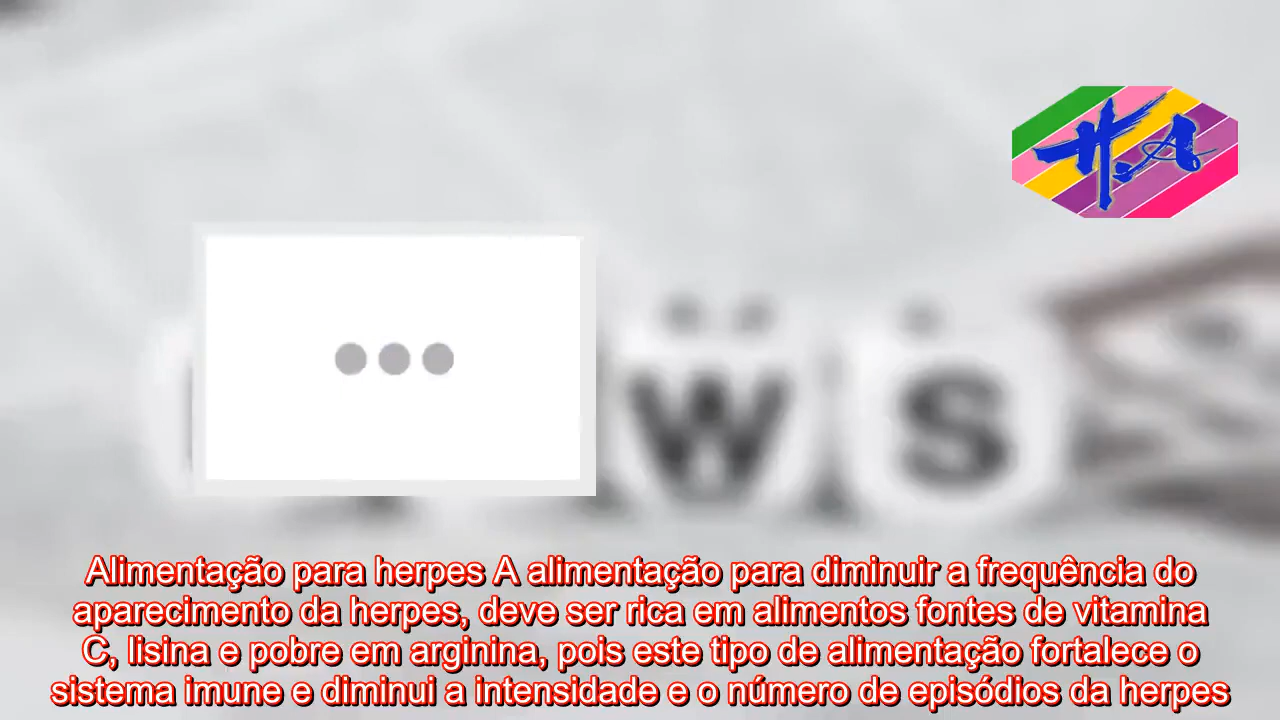 H.A
WS
Alimentação para herpes A alimentação para diminuir a frequência do
aparecimento da herpes, deve ser rica em alimentos fontes de vitamina
C, lisina e pobre em arginina, pois este tipo de alimentação fortalece o
sistema imune e diminui a intensidade e o número de episódios da herpes